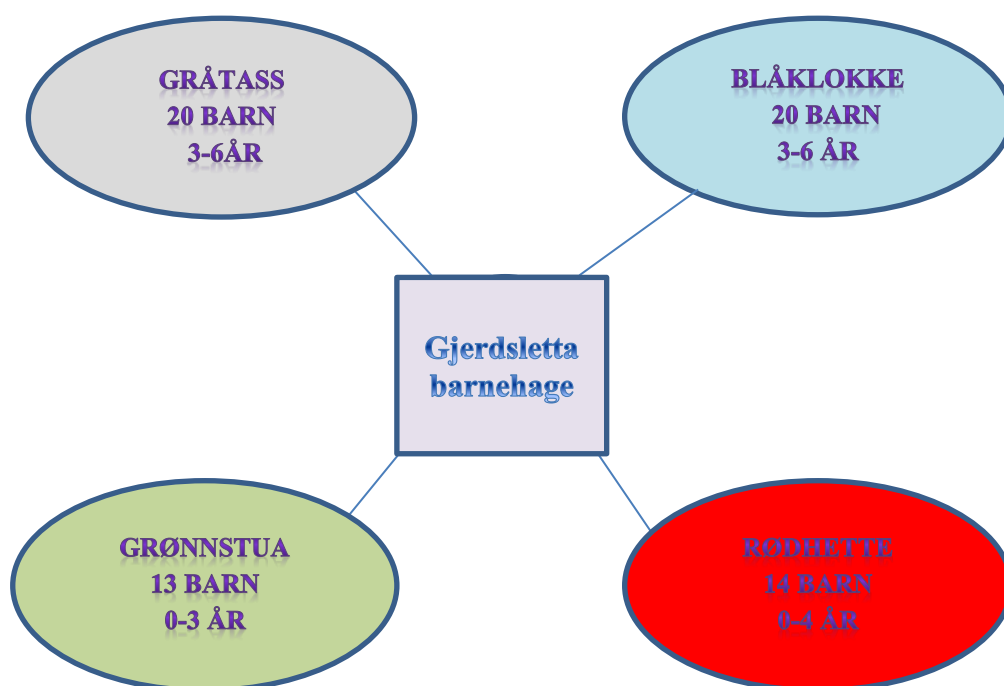 GRÅTASS
20 BARN
3-6ÅR
BLÅKLOKKE
20 BARN
3-6 ÅR
Gjerdsletta
barnehage
GRØNNSTUA
13 BARN
0-3 ÅR
RØDHETTE
14 BARN
0-4 ÅR